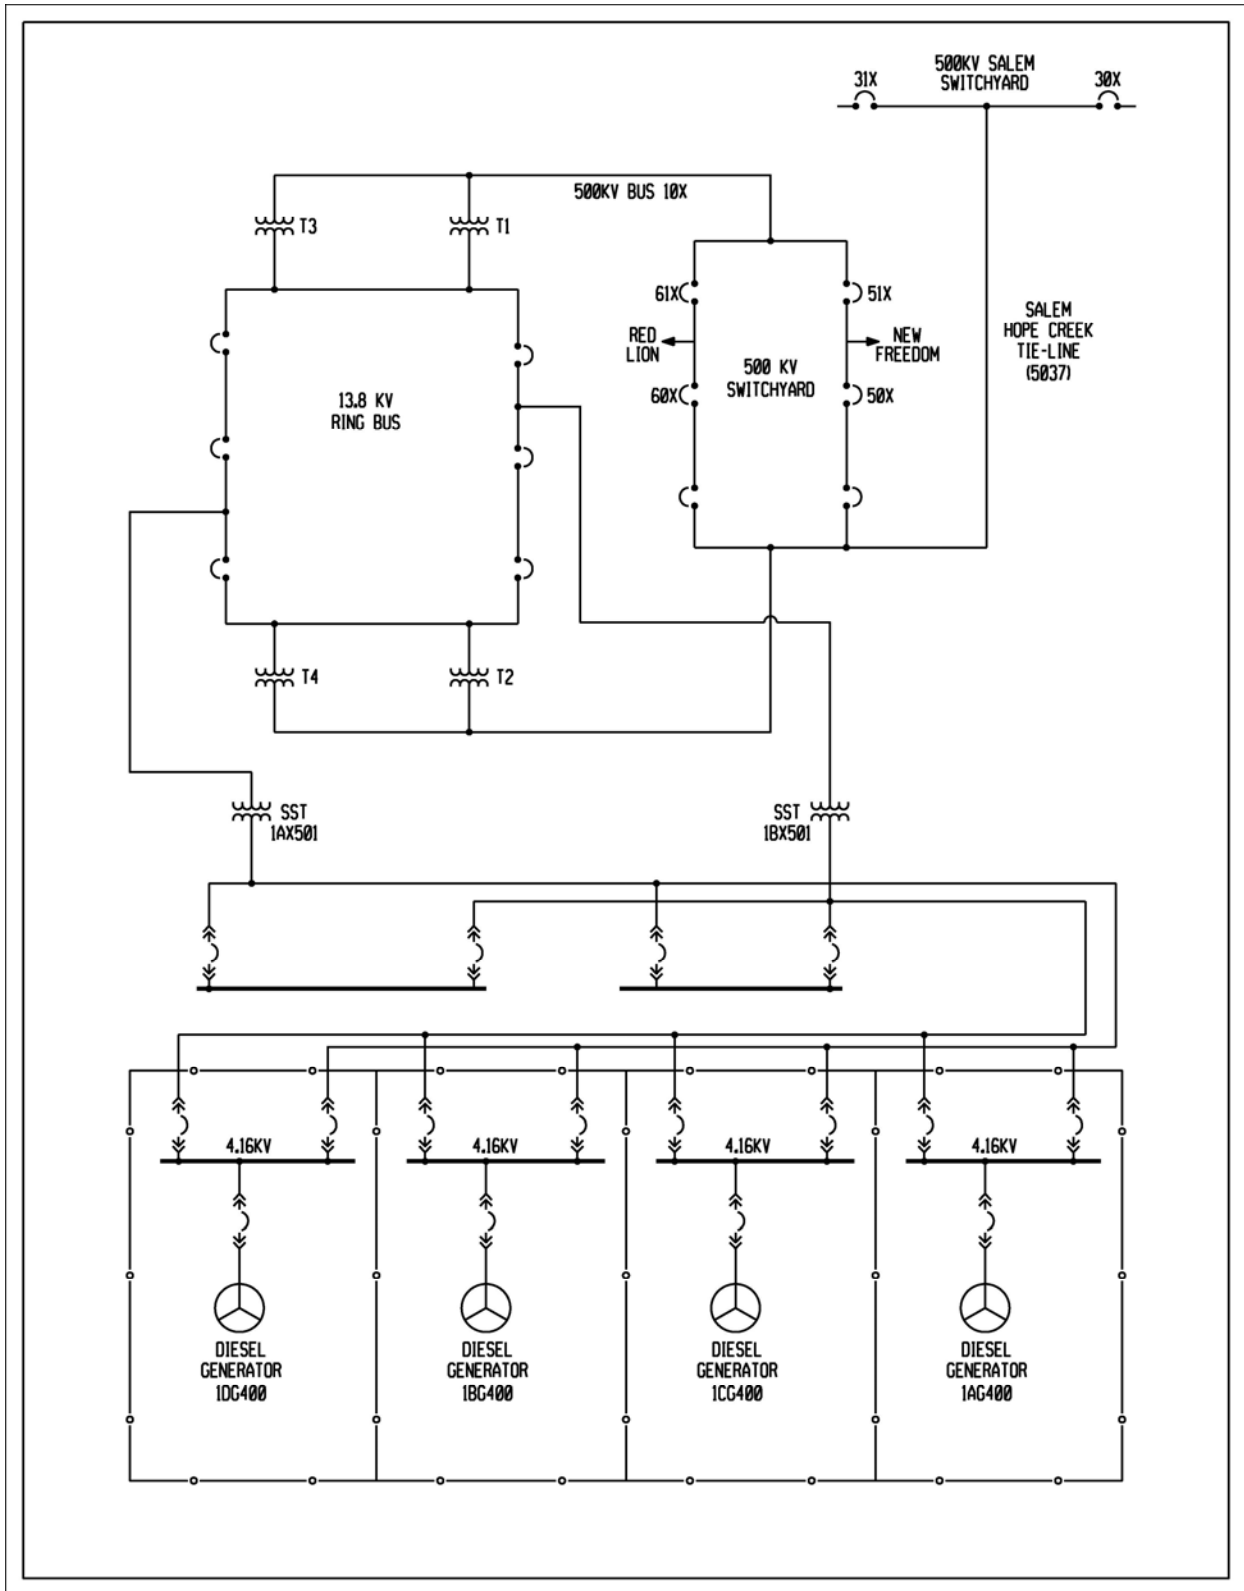 500KV SALEM
SWITCHYARD
31X
30X
500KV BUS 10X
T3
T1
61X
51X
RED
LION
NEW
FREEDOM
SALEM
HOPE CREEK
TIE-LINE
(5037)
500 KV
SWITCHYARD
60X
50X
13.8 KV
RING BUS
T4
T2
SST
1AX501
SST
1BX501
4.16KV
4.16KV
4.16KV
4.16KV
DIESEL
GENERATOR
1DG400
DIESEL
GENERATOR
1BG400
DIESEL
GENERATOR
1CG400
DIESEL
GENERATOR
1AG400